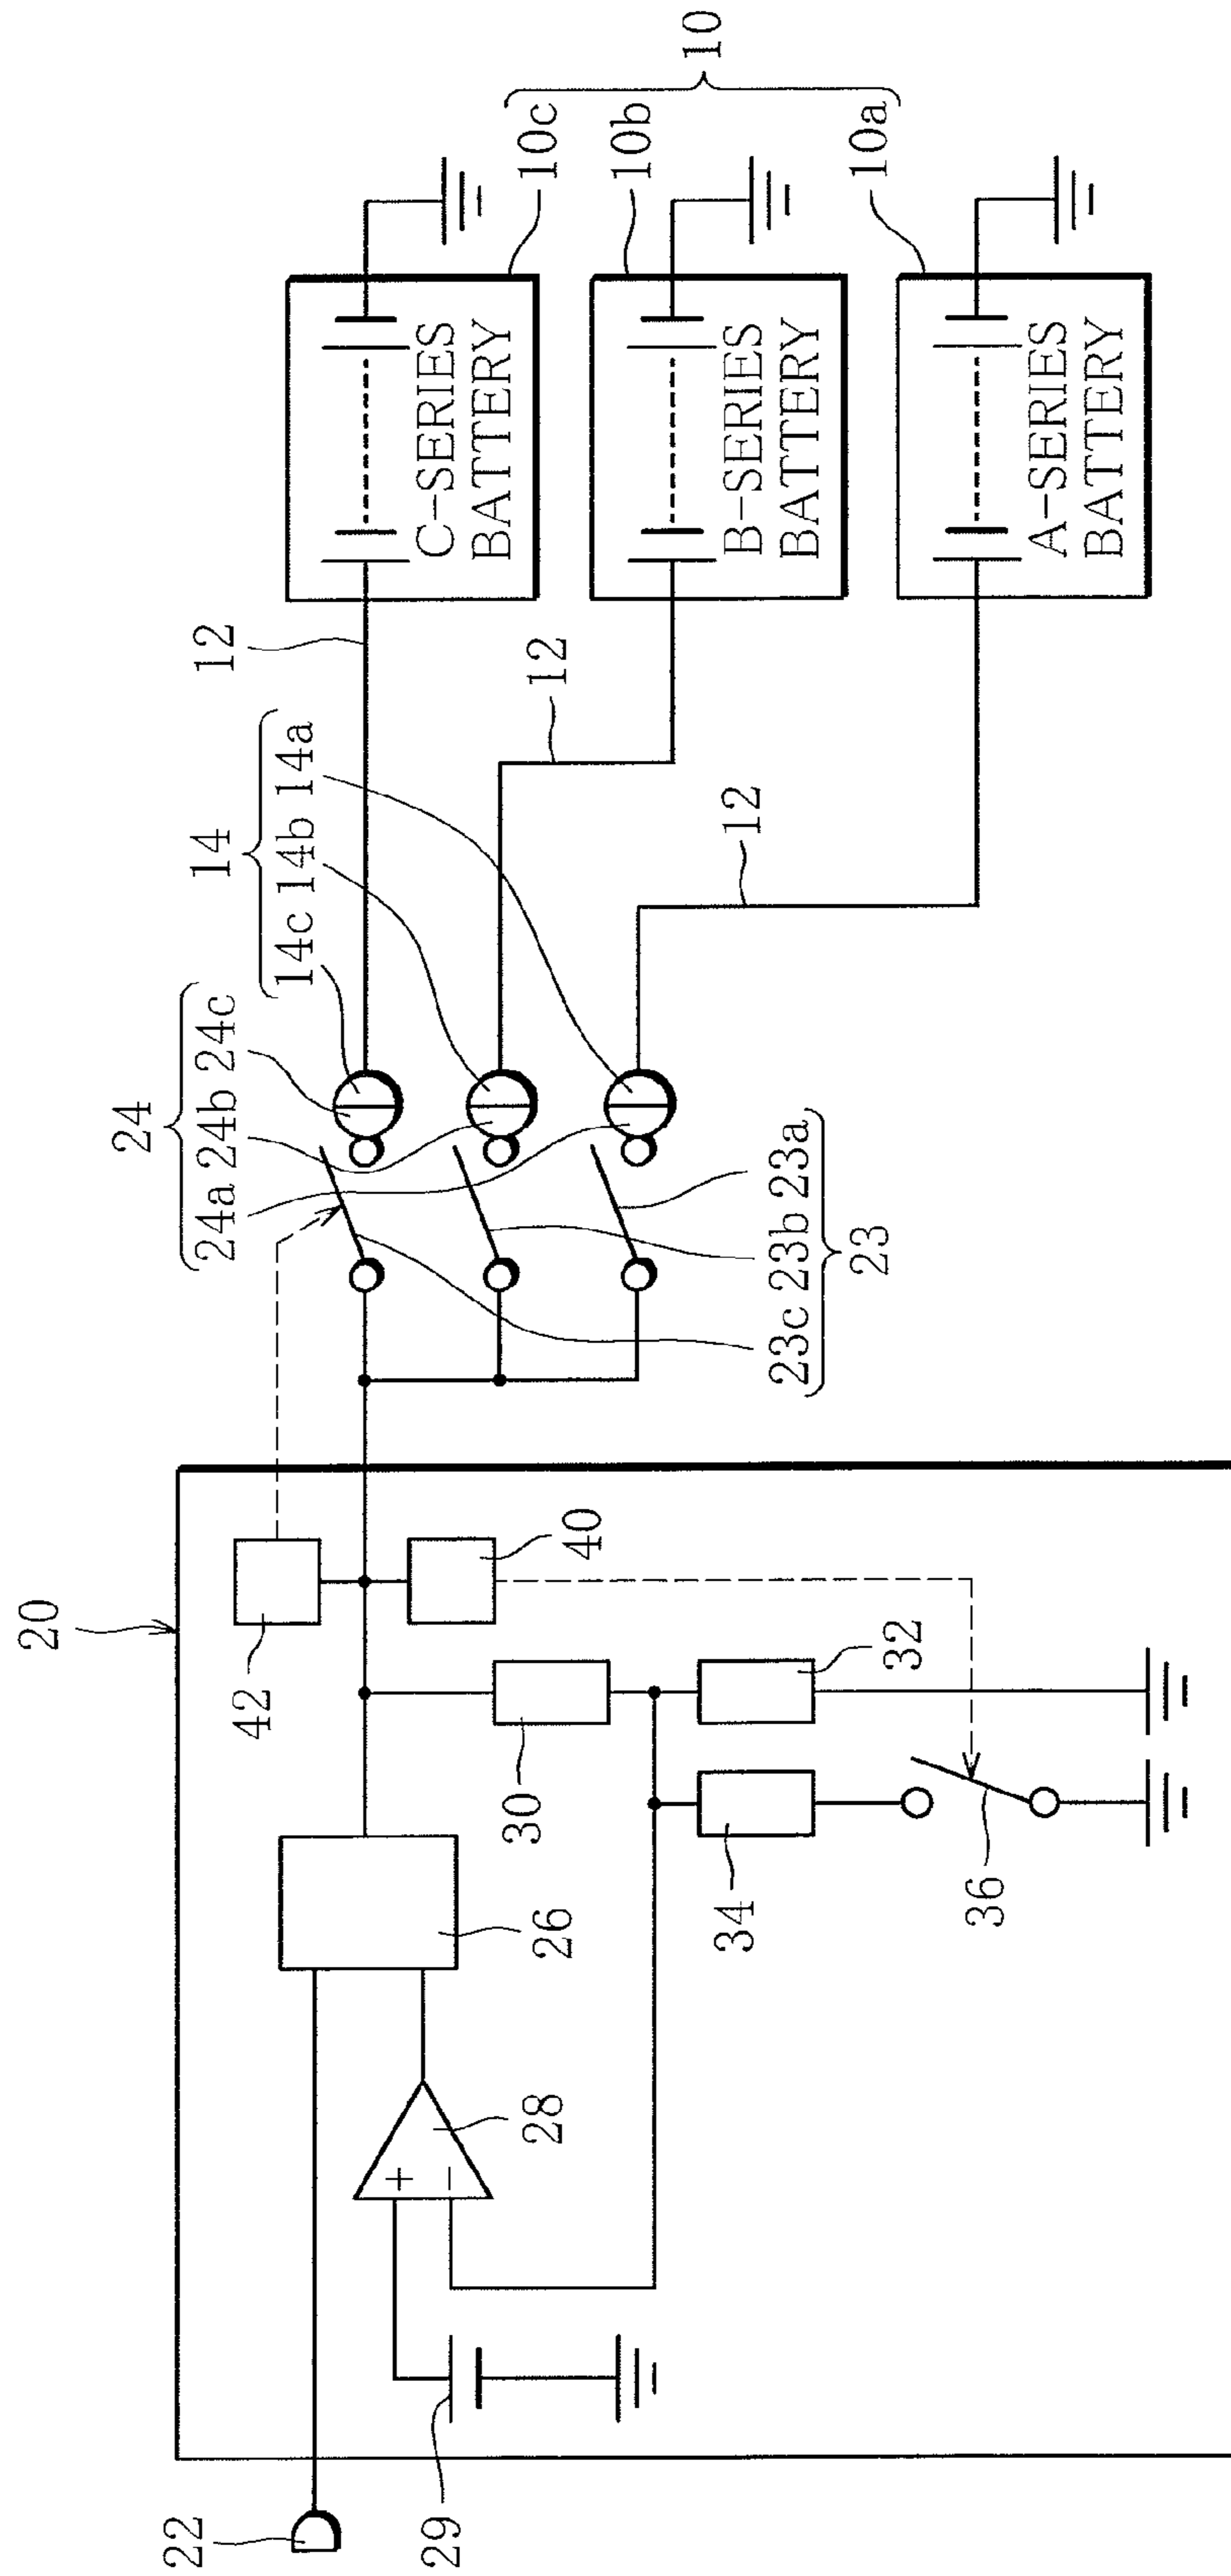 20
22
24
24a 24b 24c
14
14c 14b 14a
12
12
12
C-SERIES
BATTERY
10c
B-SERIES
BATTERY
10b
10
A-SERIES
BATTERY
10a
42
40
26
+
−
28
29
30
32
34
36
23c 23b 23a
23